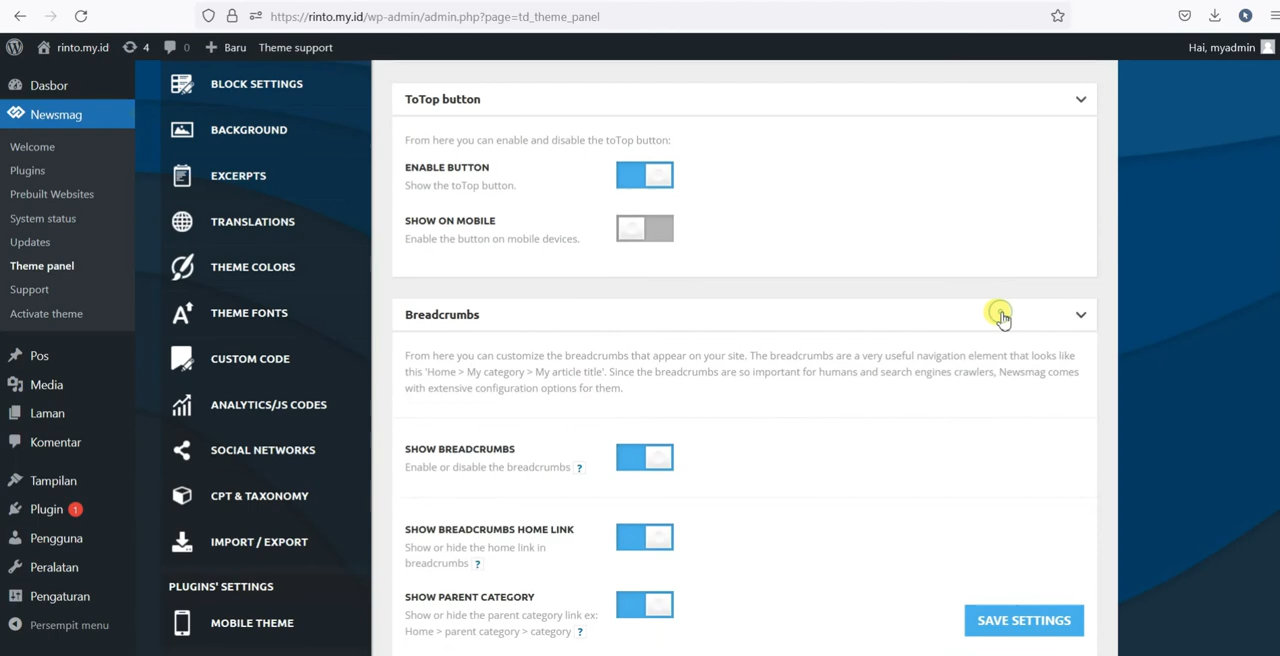 https://rinto.my.id/wp-admin/admin.php?page=td_theme_panel
rinto.my.id 4 0 Baru Theme support
Hai, myadmin
Dasbor
Newsmag
Welcome
Plugins
Prebuilt Websites
System status
Updates
Theme panel
Support
Activate theme
Pos
Media
Laman
Komentar
Tampilan
Plugin 1
Pengguna
Peralatan
Pengaturan
Persempit menu
BLOCK SETTINGS
BACKGROUND
EXCERPTS
TRANSLATIONS
THEME COLORS
THEME FONTS
CUSTOM CODE
ANALYTICS/JS CODES
SOCIAL NETWORKS
CPT & TAXONOMY
IMPORT / EXPORT
PLUGINS' SETTINGS
MOBILE THEME
ToTop button
From here you can enable and disable the toTop button:
ENABLE BUTTON
Show the toTop button.
SHOW ON MOBILE
Enable the button on mobile devices.
Breadcrumbs
From here you can customize the breadcrumbs that appear on your site. The breadcrumbs are a very useful navigation element that looks like
this 'Home > My category > My article title'. Since the breadcrumbs are so important for humans and search engines crawlers, Newsmag comes
with extensive configuration options for them.
SHOW BREADCRUMBS
Enable or disable the breadcrumbs ?
SHOW BREADCRUMBS HOME LINK
Show or hide the home link in
breadcrumbs ?
SHOW PARENT CATEGORY
Show or hide the parent category link ex:
Home > parent category > category ?
SAVE SETTINGS